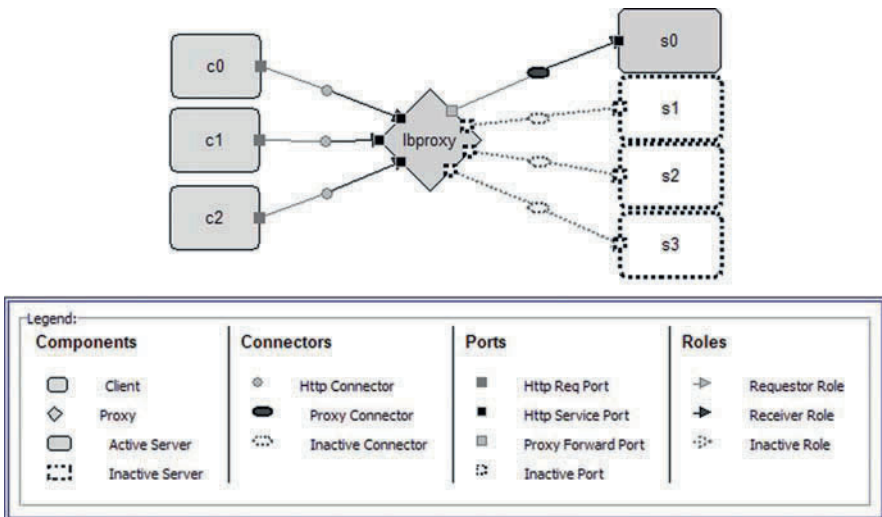 c0
c1
c2
lbproxy
s0
s1
s2
s3
Legend:
Components
Client
Proxy
Active Server
Inactive Server
Connectors
Http Connector
Proxy Connector
Inactive Connector
Ports
Http Req Port
Http Service Port
Proxy Forward Port
Inactive Port
Roles
Requestor Role
Receiver Role
Inactive Role